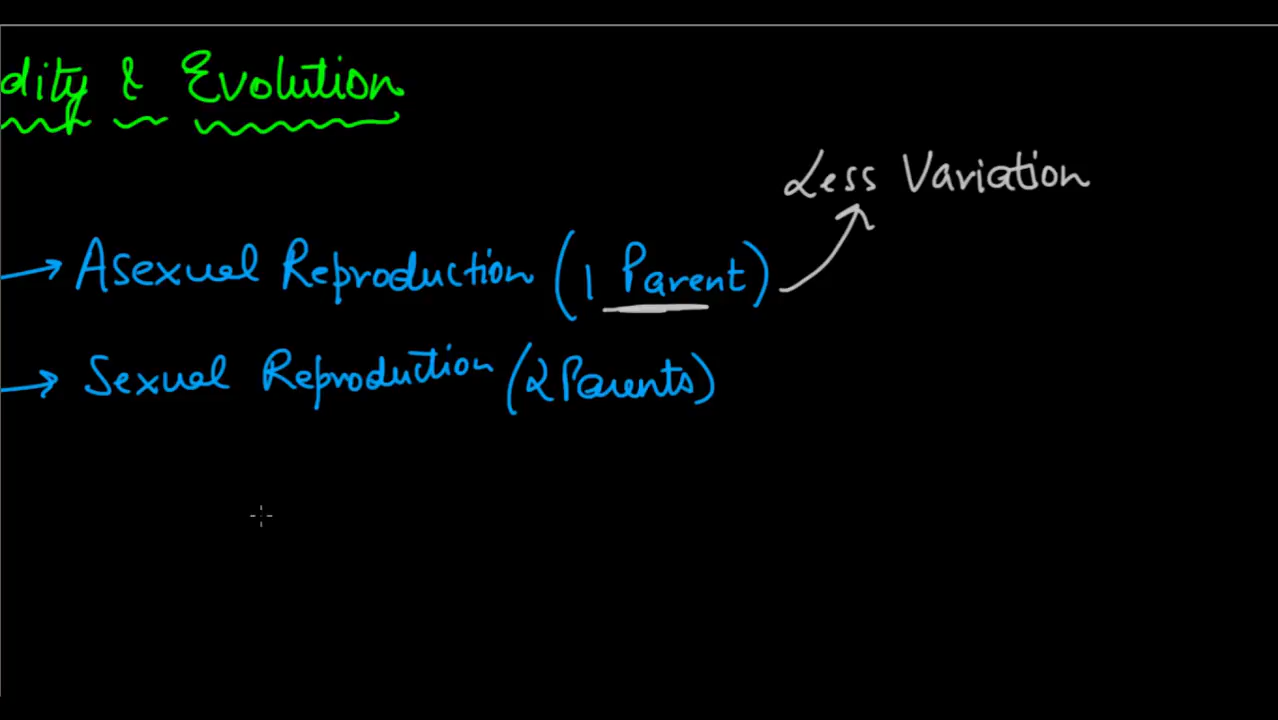 dity & Evolution
Less Variation
→ Asexual Reproduction (1 Parent)
→ Sexual Reproduction (2 Parents)